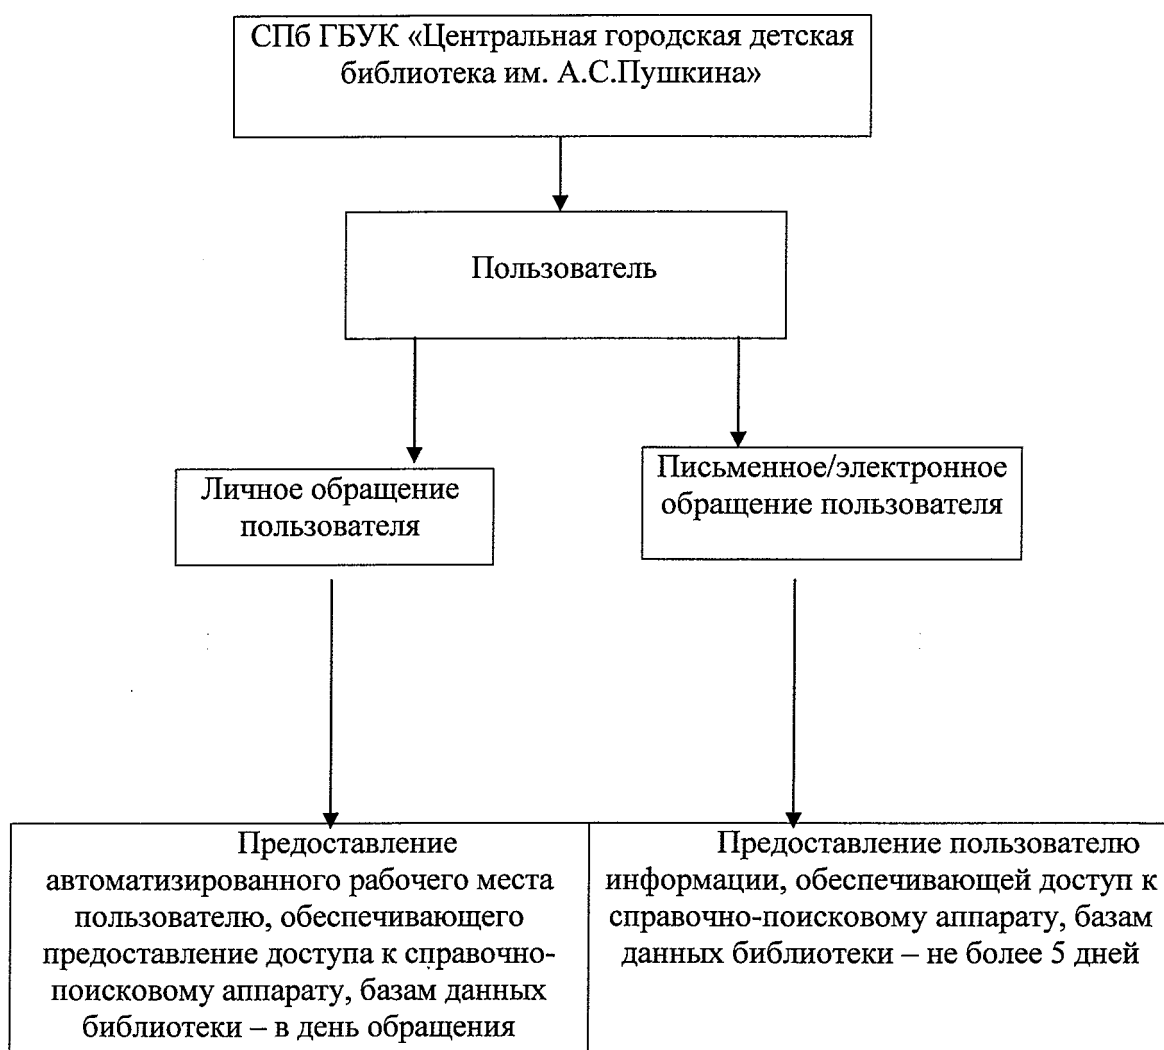 СПб ГБУК «Центральная городская детская
библиотека им. А.С.Пушкина»
Пользователь
Личное обращение
пользователя
Письменное/электронное
обращение пользователя
Предоставление
автоматизированного рабочего места
пользователю, обеспечивающего
предоставление доступа к справочно-
поисковому аппарату, базам данных
библиотеки – в день обращения
Предоставление пользователю
информации, обеспечивающей доступ к
справочно-поисковому аппарату, базам
данных библиотеки – не более 5 дней